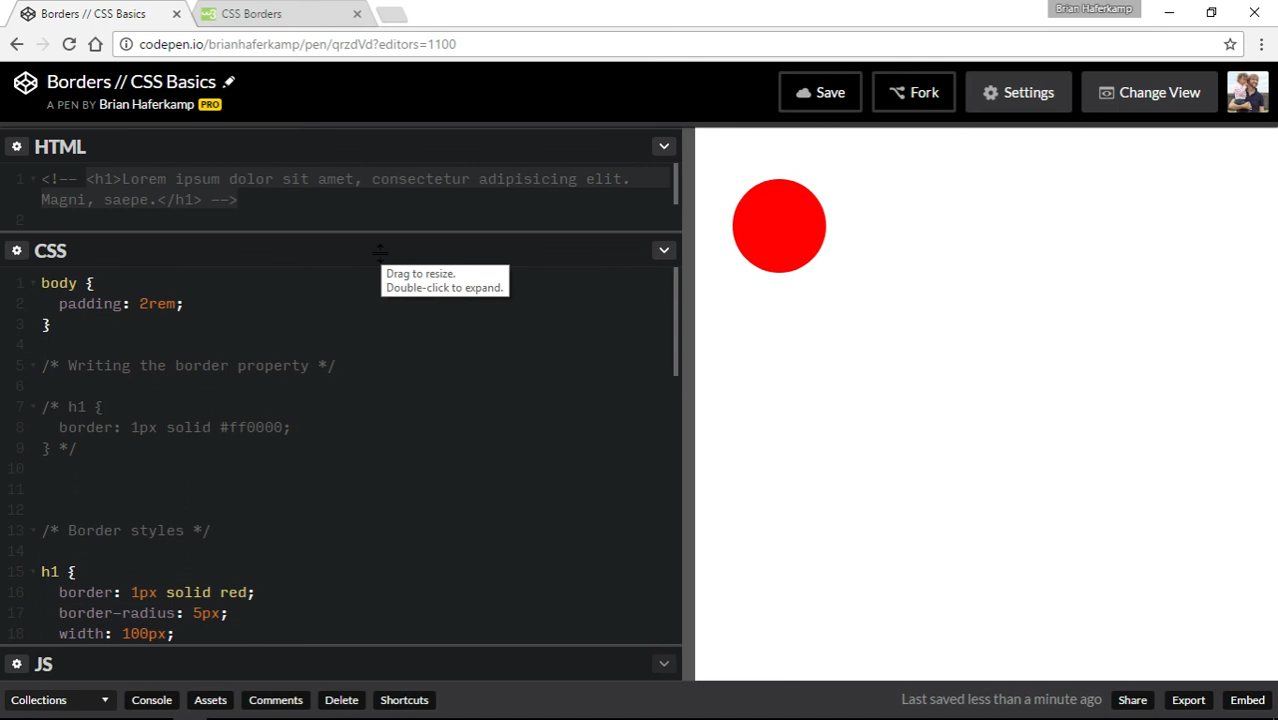 Borders // CSS Basics
CSS Borders
Brian Haferkamp
codepen.io/brianhaferkamp/pen/qrzdVd?editors=1100
Borders // CSS Basics
A PEN BY Brian Haferkamp PRO
Save
Fork
Settings
Change View
HTML
1 <!-- <h1>Lorem ipsum dolor sit amet, consectetur adipisicing elit.
Magni, saepe.</h1> -->
2
CSS
Drag to resize.
Double-click to expand.
1 body {
2 padding: 2rem;
3 }
4
5 /* Writing the border property */
6
7 /* h1 {
8 border: 1px solid #ff0000;
9 } */
10
11
12
13 /* Border styles */
14
15 h1 {
16 border: 1px solid red;
17 border-radius: 5px;
18 width: 100px;
JS
Collections
Console
Assets
Comments
Delete
Shortcuts
Last saved less than a minute ago
Share
Export
Embed